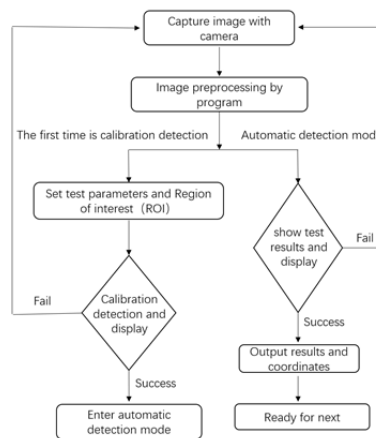 Capture image with
camera
Image preprocessing by
program
The first time is calibration detection
Automatic detection mod
Set test parameters and Region
of interest（ROI）
show test
results and
display
Fail
Calibration
detection and
display
Fail
Success
Output results and
coordinates
Success
Enter automatic
detection mode
Ready for next